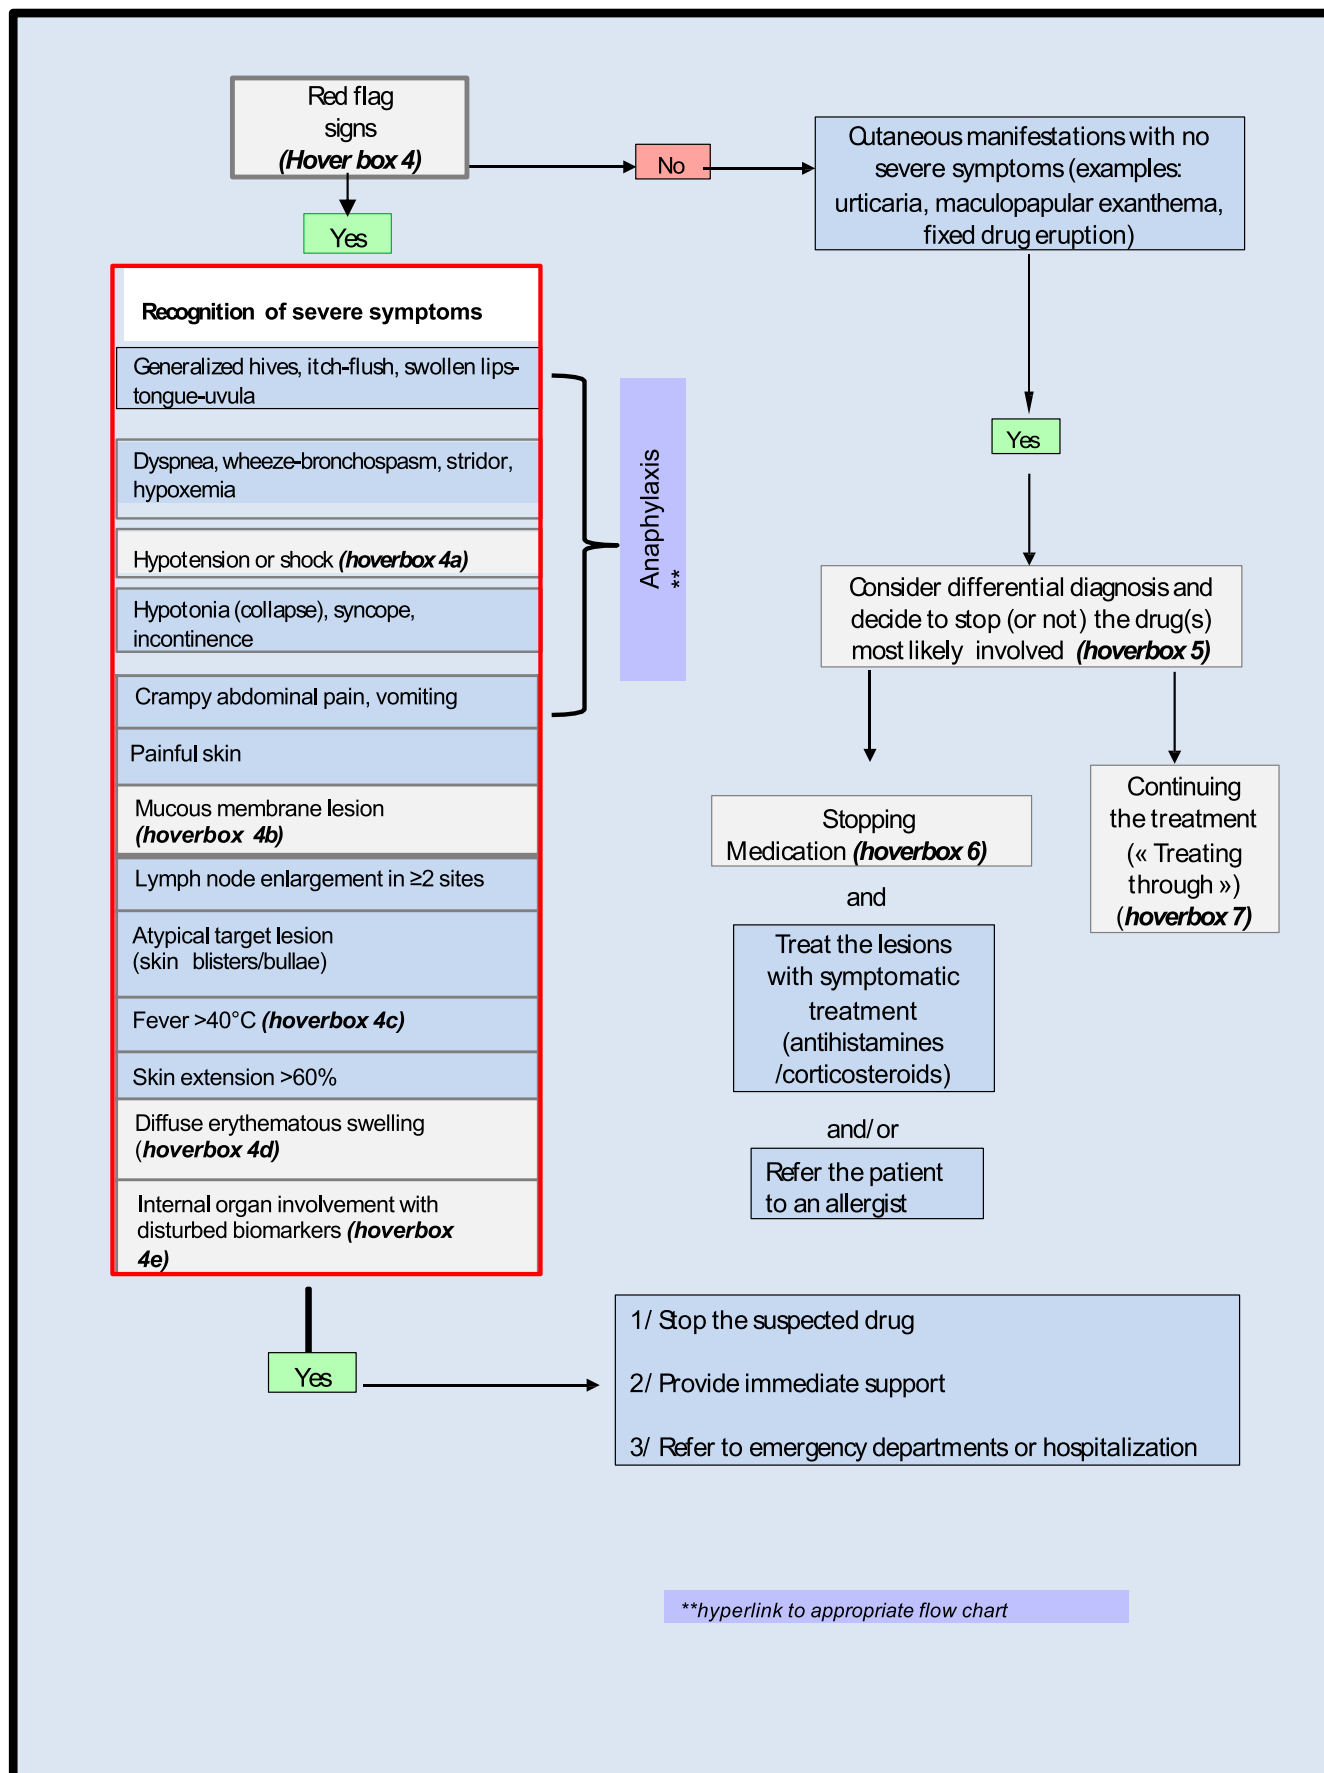 Red flag
signs
(Hover box 4)
No
Cutaneous manifestations with no
severe symptoms (examples:
urticaria, maculopapular exanthema,
fixed drug eruption)
Yes
Recognition of severe symptoms
Generalized hives, itch-flush, swollen lips-
tongue-uvula
Dyspnea, wheeze-bronchospasm, stridor,
hypoxemia
Hypotension or shock (hoverbox 4a)
Hypotonia (collapse), syncope,
incontinence
Crampy abdominal pain, vomiting
Anaphylaxis
**
Painful skin
Mucous membrane lesion
(hoverbox 4b)
Lymph node enlargement in ≥2 sites
Atypical target lesion
(skin blisters/bullae)
Fever >40°C (hoverbox 4c)
Skin extension >60%
Diffuse erythematous swelling
(hoverbox 4d)
Internal organ involvement with
disturbed biomarkers (hoverbox
4e)
Yes
Consider differential diagnosis and
decide to stop (or not) the drug(s)
most likely involved (hoverbox 5)
Stopping
Medication (hoverbox 6)
and
Treat the lesions
with symptomatic
treatment
(antihistamines
/corticosteroids)
and/or
Refer the patient
to an allergist
Continuing
the treatment
(« Treating
through »)
(hoverbox 7)
Yes
1/ Stop the suspected drug
2/ Provide immediate support
3/ Refer to emergency departments or hospitalization
**hyperlink to appropriate flow chart